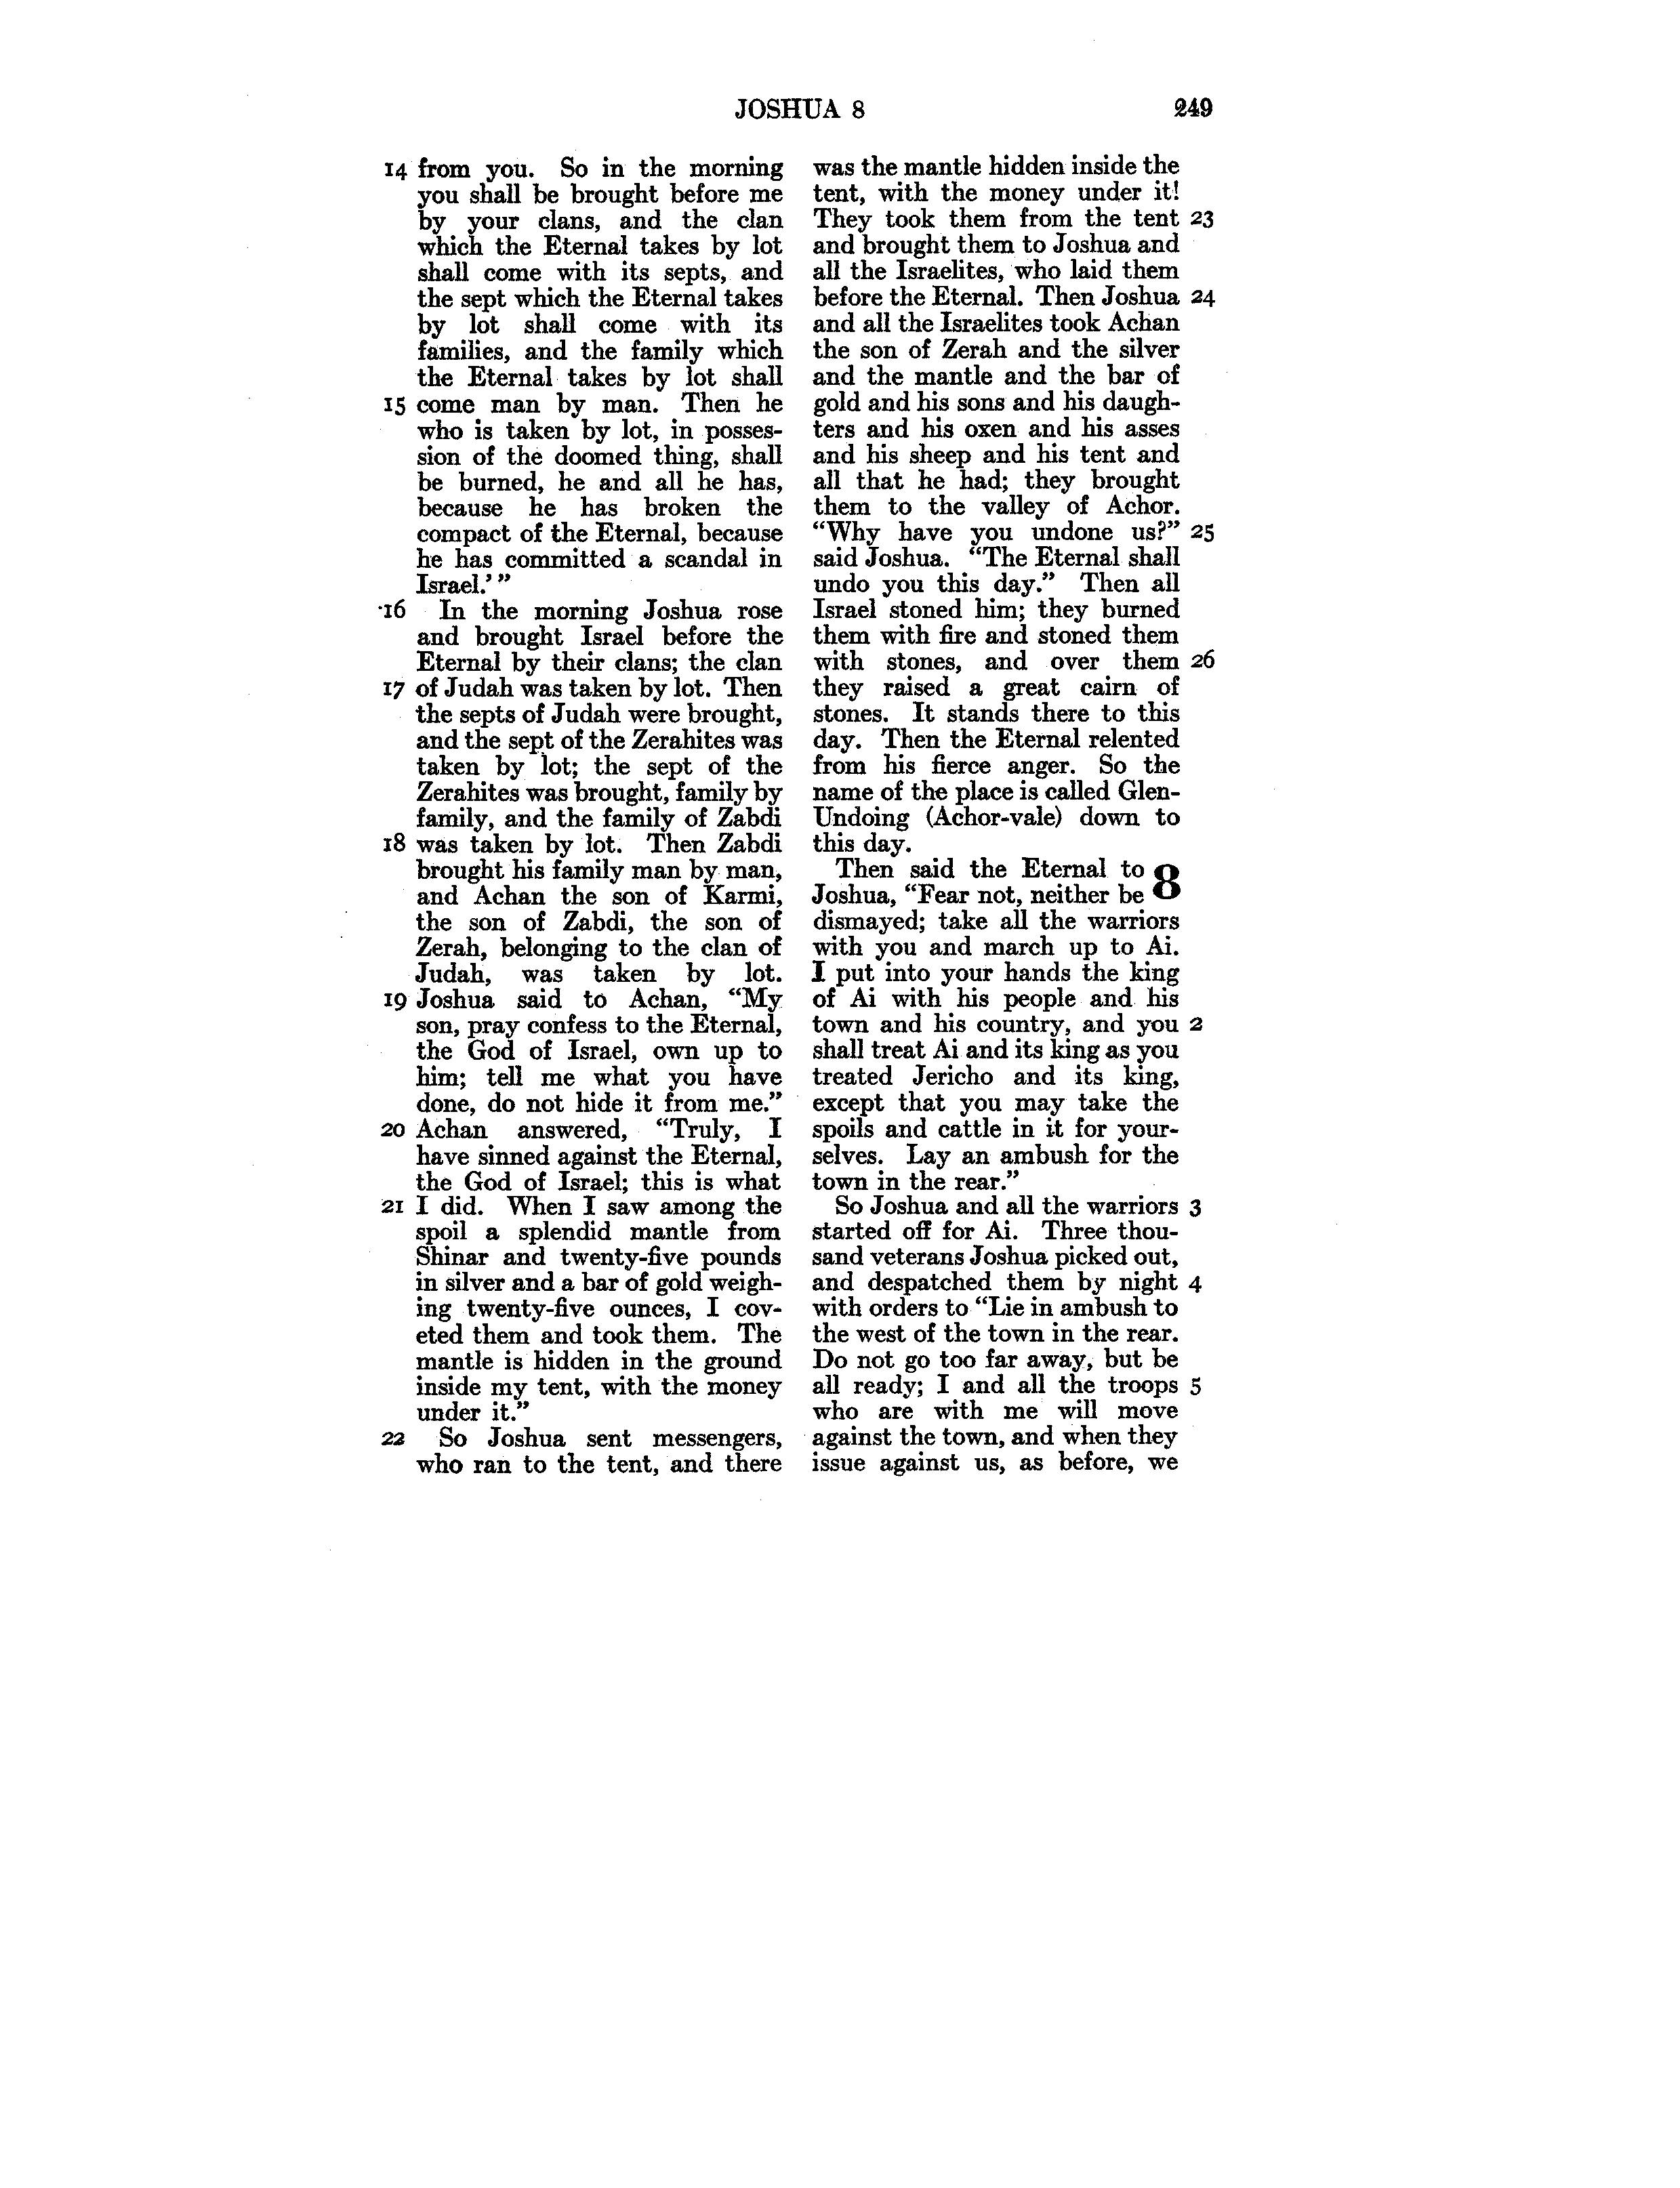 JOSHUA 8 249
14 from you. So in the morning
you shall be brought before me
by your clans, and the clan
which the Eternal takes by lot
shall come with its septs, and
the sept which the Eternal takes
by lot shall come with its
families, and the family which
the Eternal takes by lot shall
15 come man by man. Then he
who is taken by lot, in posses-
sion of the doomed thing, shall
be burned, he and all he has,
because he has broken the
compact of the Eternal, because
he has committed a scandal in
Israel.’”
16 In the morning Joshua rose
and brought Israel before the
Eternal by their clans; the clan
17 of Judah was taken by lot. Then
the septs of Judah were brought,
and the sept of the Zerahites was
taken by lot; the sept of the
Zerahites was brought, family by
family, and the family of Zabdi
18 was taken by lot. Then Zabdi
brought his family man by man,
and Achan the son of Karmi,
the son of Zabdi, the son of
Zerah, belonging to the clan of
Judah, was taken by lot.
19 Joshua said to Achan, “My
son, pray confess to the Eternal,
the God of Israel, own up to
him; tell me what you have
done, do not hide it from me.”
20 Achan answered, “Truly, I
have sinned against the Eternal,
the God of Israel; this is what
21 I did. When I saw among the
spoil a splendid mantle from
Shinar and twenty-five pounds
in silver and a bar of gold weigh-
ing twenty-five ounces, I cov-
eted them and took them. The
mantle is hidden in the ground
inside my tent, with the money
under it.”
22 So Joshua sent messengers,
who ran to the tent, and there
was the mantle hidden inside the
tent, with the money under it!
They took them from the tent 23
and brought them to Joshua and
all the Israelites, who laid them
before the Eternal. Then Joshua 24
and all the Israelites took Achan
the son of Zerah and the silver
and the mantle and the bar of
gold and his sons and his daugh-
ters and his oxen and his asses
and his sheep and his tent and
all that he had; they brought
them to the valley of Achor.
“Why have you undone us?” 25
said Joshua. “The Eternal shall
undo you this day.” Then all
Israel stoned him; they burned
them with fire and stoned them
with stones, and over them 26
they raised a great cairn of
stones. It stands there to this
day. Then the Eternal relented
from his fierce anger. So the
name of the place is called Glen-
Undoing (Achor-vale) down to
this day.
Then said the Eternal to 8
Joshua, “Fear not, neither be
dismayed; take all the warriors
with you and march up to Ai.
I put into your hands the king
of Ai with his people and his
town and his country, and you 2
shall treat Ai and its king as you
treated Jericho and its king,
except that you may take the
spoils and cattle in it for your-
selves. Lay an ambush for the
town in the rear.”
So Joshua and all the warriors 3
started off for Ai. Three thou-
sand veterans Joshua picked out,
and despatched them by night 4
with orders to “Lie in ambush to
the west of the town in the rear.
Do not go too far away, but be
all ready; I and all the troops 5
who are with me will move
against the town, and when they
issue against us, as before, we